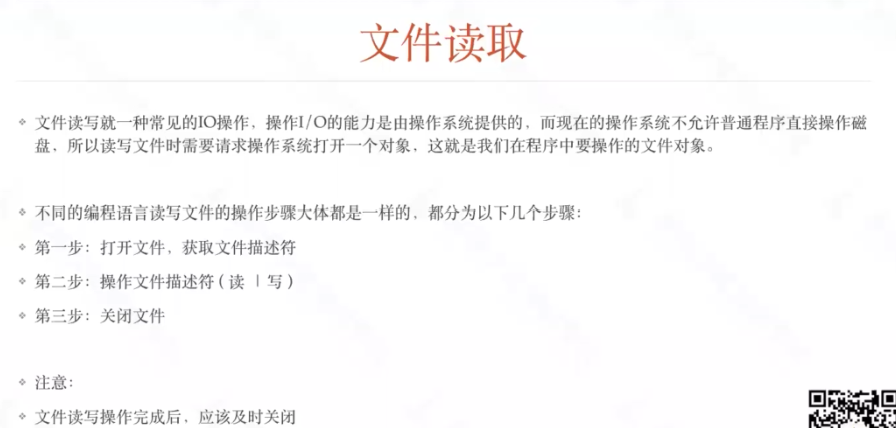 文件读取
文件读写就一种常见的IO操作，操作I/O的能力是由操作系统提供的，而现在的操作系统不允许普通程序直接操作磁
盘，所以读写文件时需要请求操作系统打开一个对象，这就是我们在程序中要操作的文件对象。
不同的编程语言读写文件的操作步骤大体都是一样的，都分为以下几个步骤：
第一步：打开文件，获取文件描述符
第二步：操作文件描述符（读 | 写）
第三步：关闭文件
注意：
文件读写操作完成后，应该及时关闭